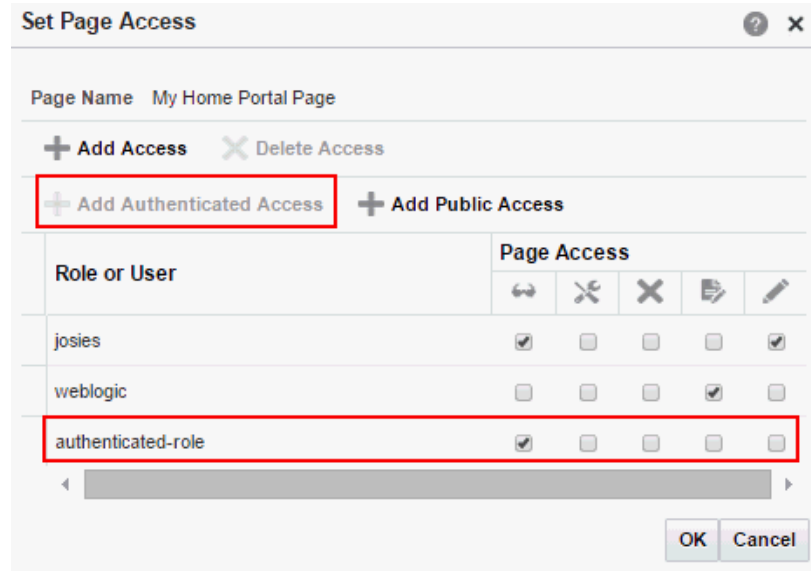 Set Page Access
Page Name My Home Portal Page
Add Access Delete Access
Add Authenticated Access Add Public Access
Role or User
Page Access
josies
weblogic
authenticated-role
OK Cancel